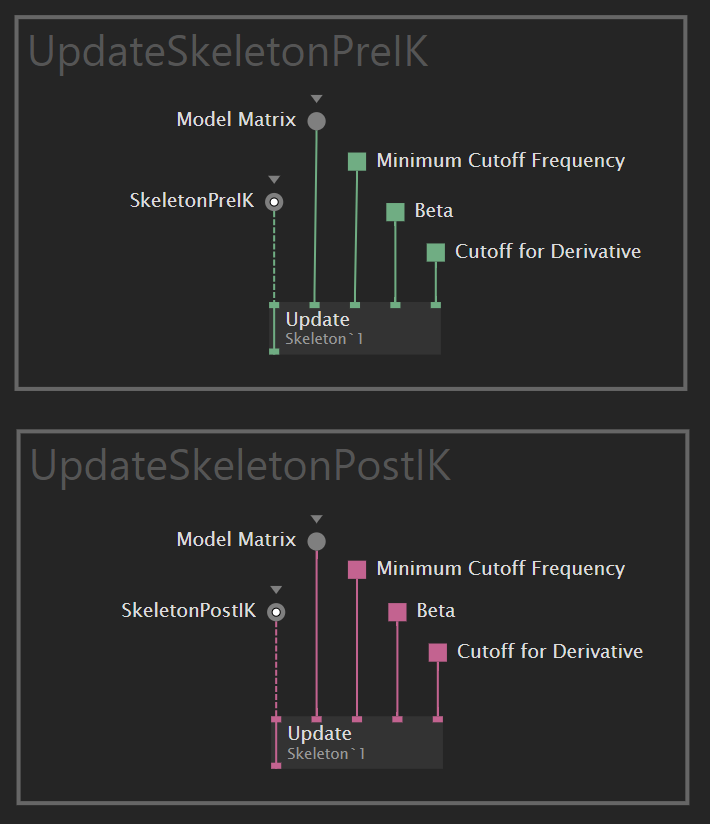 UpdateSkeletonPreIK
Model Matrix
Minimum Cutoff Frequency
SkeletonPreIK
Beta
Cutoff for Derivative
Update
Skeleton`1
UpdateSkeletonPostIK
Model Matrix
Minimum Cutoff Frequency
SkeletonPostIK
Beta
Cutoff for Derivative
Update
Skeleton`1